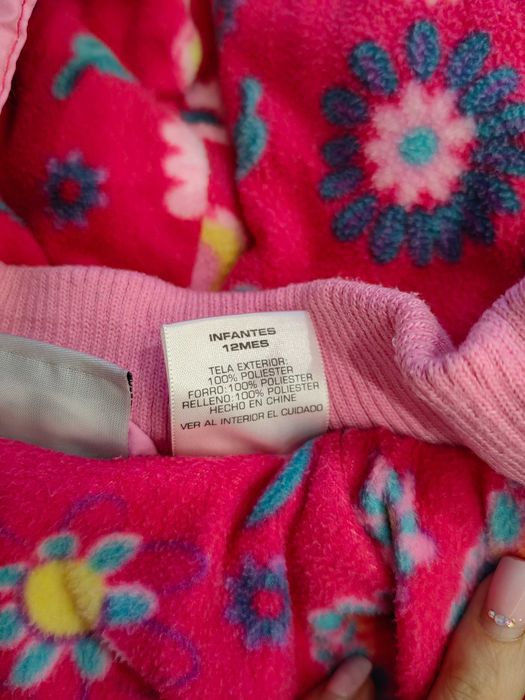 INFANTES
12MES
TELA EXTERIOR:
100% POLIESTER
FORRO:100% POLIESTER
RELLENO:100% POLIESTER
HECHO EN CHINE
VER AL INTERIOR EL CUIDADO